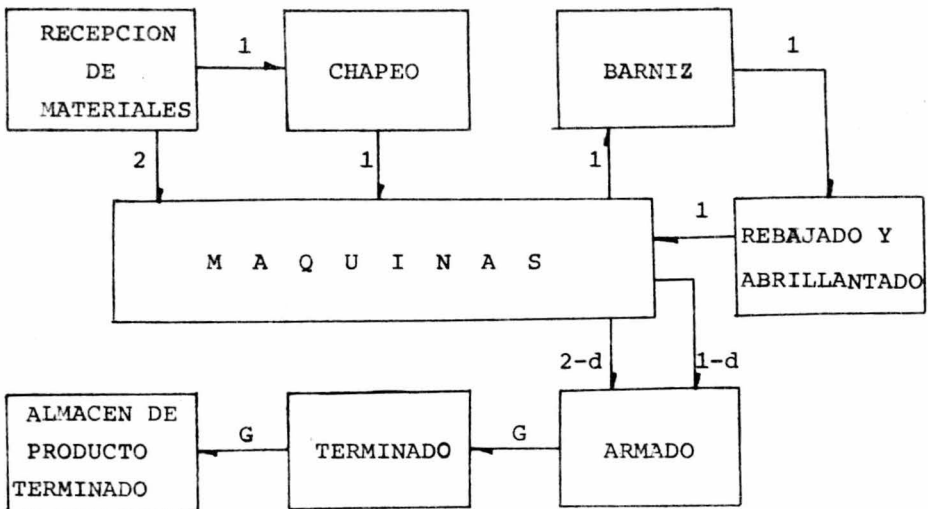 RECEPCION
DE
MATERIALES
1
CHAPEO
BARNIZ
1
2
1
1
M A Q U I N A S
1
REBAJADO Y
ABRILLANTADO
2-d
1-d
ALMACEN DE
PRODUCTO
TERMINADO
G
TERMINADO
G
ARMADO